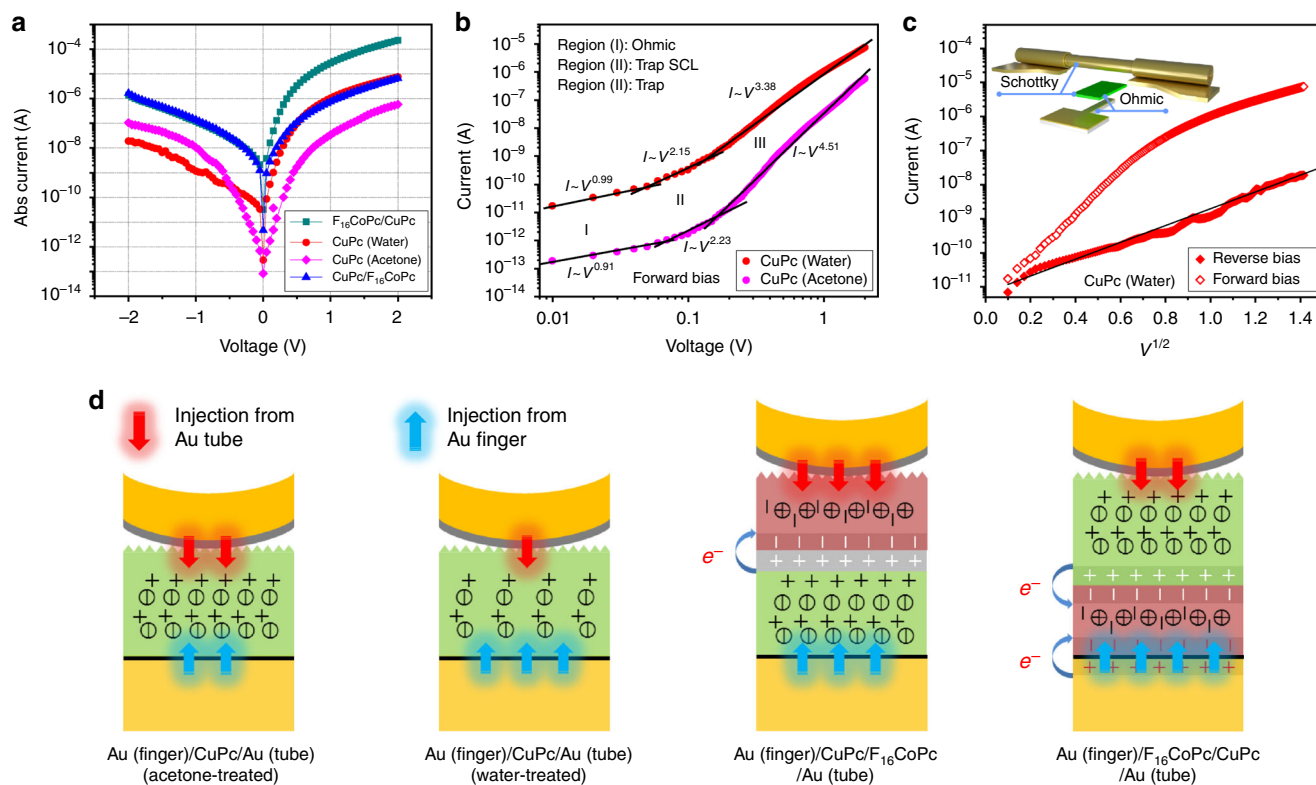 a
Abs current (A)
10⁻⁴
10⁻⁶
10⁻⁸
10⁻¹⁰
10⁻¹²
10⁻¹⁴
−2
−1
0
1
2
Voltage (V)
F₁₆CoPc/CuPc
CuPc (Water)
CuPc (Acetone)
CuPc/F₁₆CoPc
b
Current (A)
10⁻⁵
10⁻⁶
10⁻⁷
10⁻⁸
10⁻⁹
10⁻¹⁰
10⁻¹¹
10⁻¹²
10⁻¹³
10⁻¹⁴
Region (I): Ohmic
Region (II): Trap SCL
Region (II): Trap
I~V^3.38
I~V^2.15
III
I~V^4.51
I~V^0.99
II
I
I~V^2.23
I~V^0.91
Forward bias
CuPc (Water)
CuPc (Acetone)
0.01
0.1
1
Voltage (V)
c
Current (A)
10⁻⁴
10⁻⁵
10⁻⁶
10⁻⁷
10⁻⁸
10⁻⁹
10⁻¹⁰
10⁻¹¹
Schottky
Ohmic
CuPc (Water)
Reverse bias
Forward bias
0.0
0.2
0.4
0.6
0.8
1.0
1.2
1.4
V^1/2
d
Injection from
Au tube
Injection from
Au finger
e⁻
e⁻
e⁻
Au (finger)/CuPc/Au (tube)
(acetone-treated)
Au (finger)/CuPc/Au (tube)
(water-treated)
Au (finger)/CuPc/F₁₆CoPc
/Au (tube)
Au (finger)/F₁₆CoPc/CuPc
/Au (tube)